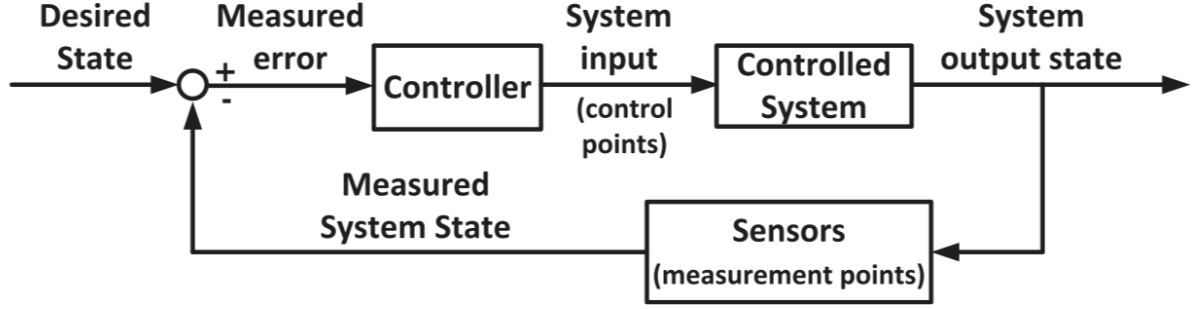 Desired
State
Measured
error
+
-
Controller
System
input
(control
points)
Controlled
System
System
output state
Measured
System State
Sensors
(measurement points)